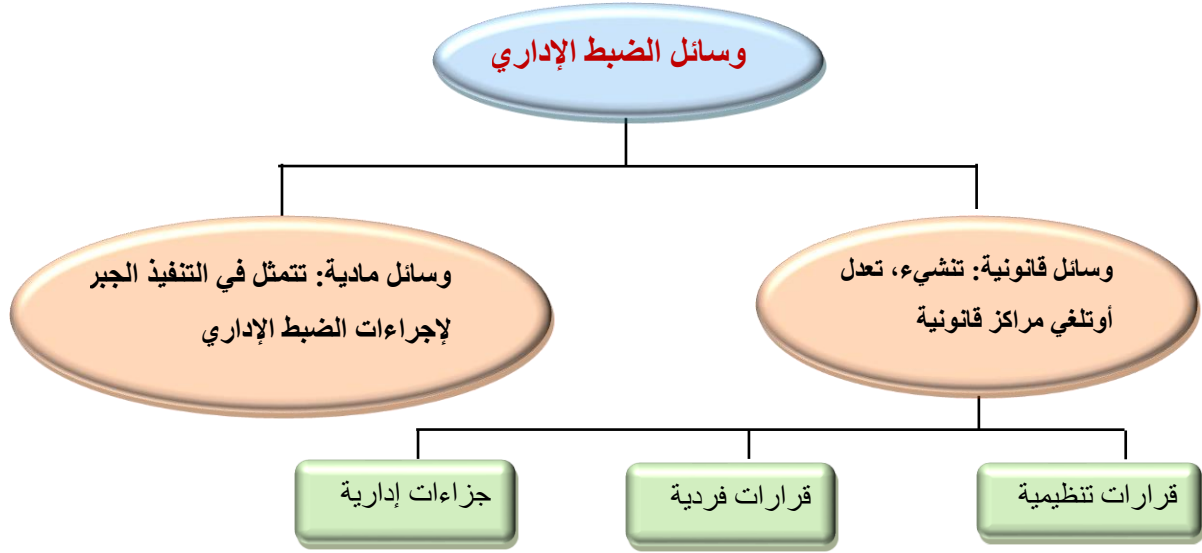 وسائل الضبط الإداري
وسائل قانونية: تنشيء، تعدل
أوتلغي مراكز قانونية
وسائل مادية: تتمثل في التنفيذ الجبر
لإجراءات الضبط الإداري
قرارات تنظيمية
قرارات فردية
جزاءات إدارية